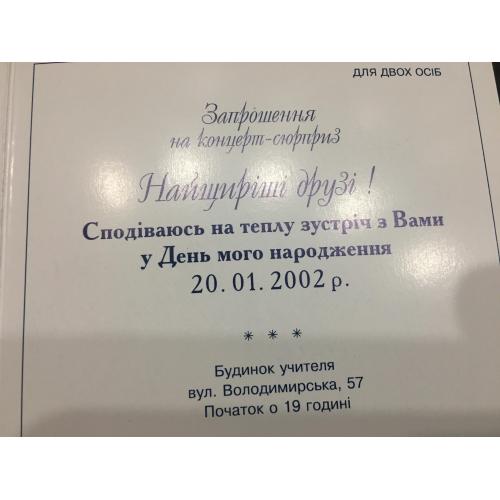 ДЛЯ ДВОХ ОСІБ
Запрошення
на концерт-сюрприз
Найщиріші друзі !
Сподіваюсь на теплу зустріч з Вами
у День мого народження
20. 01. 2002 р.
* * *
Будинок учителя
вул. Володимирська, 57
Початок о 19 годині